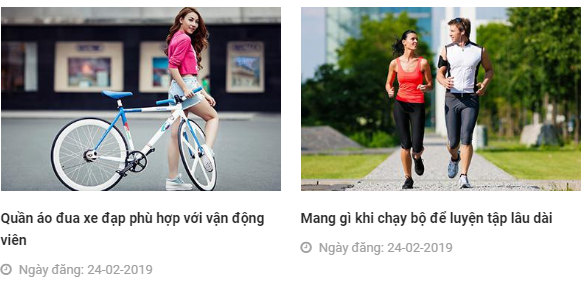 Quần áo đua xe đạp phù hợp với vận động
viên
Ngày đăng: 24-02-2019
Mang gì khi chạy bộ để luyện tập lâu dài
Ngày đăng: 24-02-2019